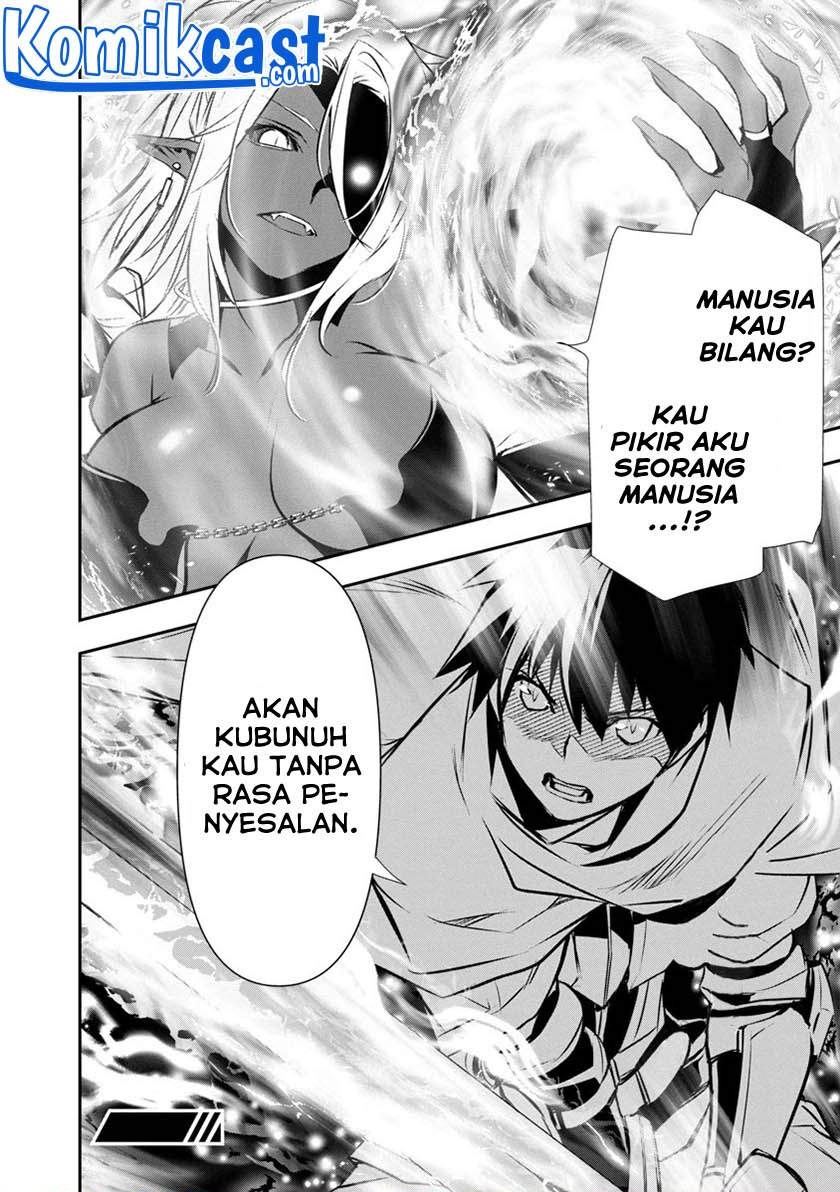 Komikcast
.com
MANUSIA
KAU
BILANG?
KAU
PIKIR AKU
SEORANG
MANUSIA
...!?
AKAN
KUBUNUH
KAU TANPA
RASA PE-
NYESALAN.